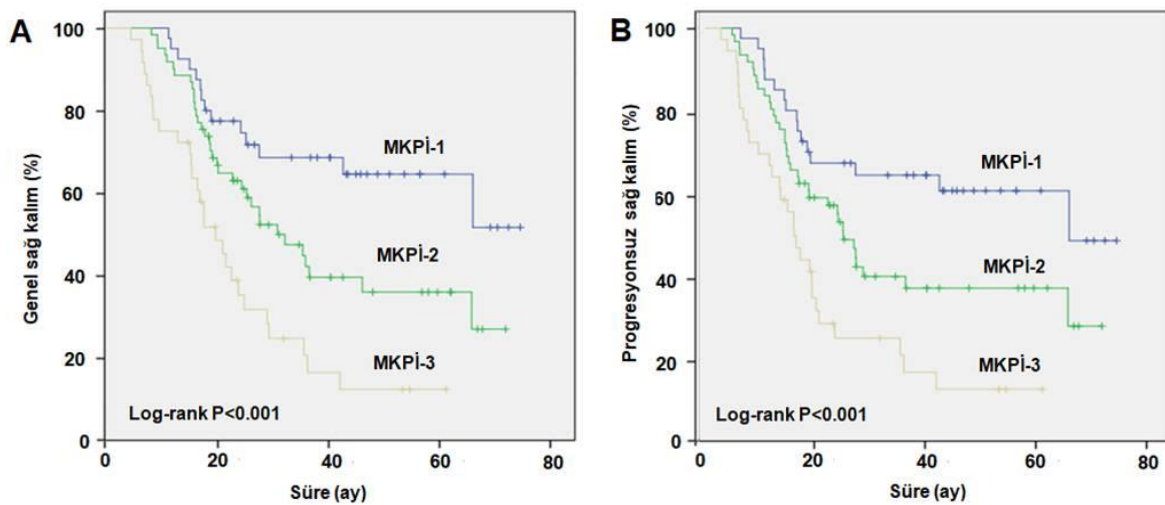 A
Genel sağ kalım (%)
100
80
60
40
20
0
MKPİ-1
MKPİ-2
MKPİ-3
Log-rank P<0.001
0 20 40 60 80
Süre (ay)
B
Progresyonsuz sağ kalım (%)
100
80
60
40
20
0
MKPİ-1
MKPİ-2
MKPİ-3
Log-rank P<0.001
0 20 40 60 80
Süre (ay)